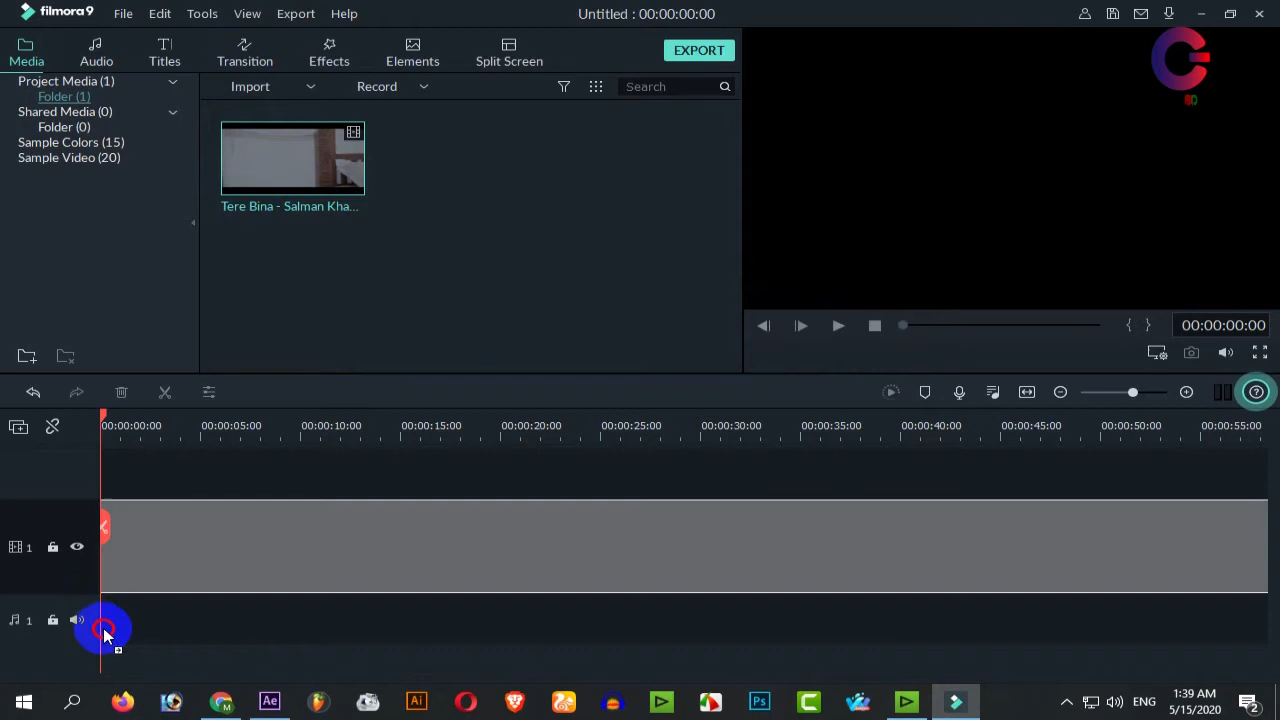 filmora9
File
Edit
Tools
View
Export
Help
Untitled : 00:00:00:00
Media
Audio
Titles
Transition
Effects
Elements
Split Screen
EXPORT
Project Media (1)
Folder (1)
Shared Media (0)
Folder (0)
Sample Colors (15)
Sample Video (20)
Import
Record
Search
Tere Bina - Salman Kha...
BD
{ }
00:00:00:00
00:00:00:00
00:00:05:00
00:00:10:00
00:00:15:00
00:00:20:00
00:00:25:00
00:00:30:00
00:00:35:00
00:00:40:00
00:00:45:00
00:00:50:00
00:00:55:00
1
1
Ae
Ai
Ps
ENG
1:39 AM
5/15/2020
2